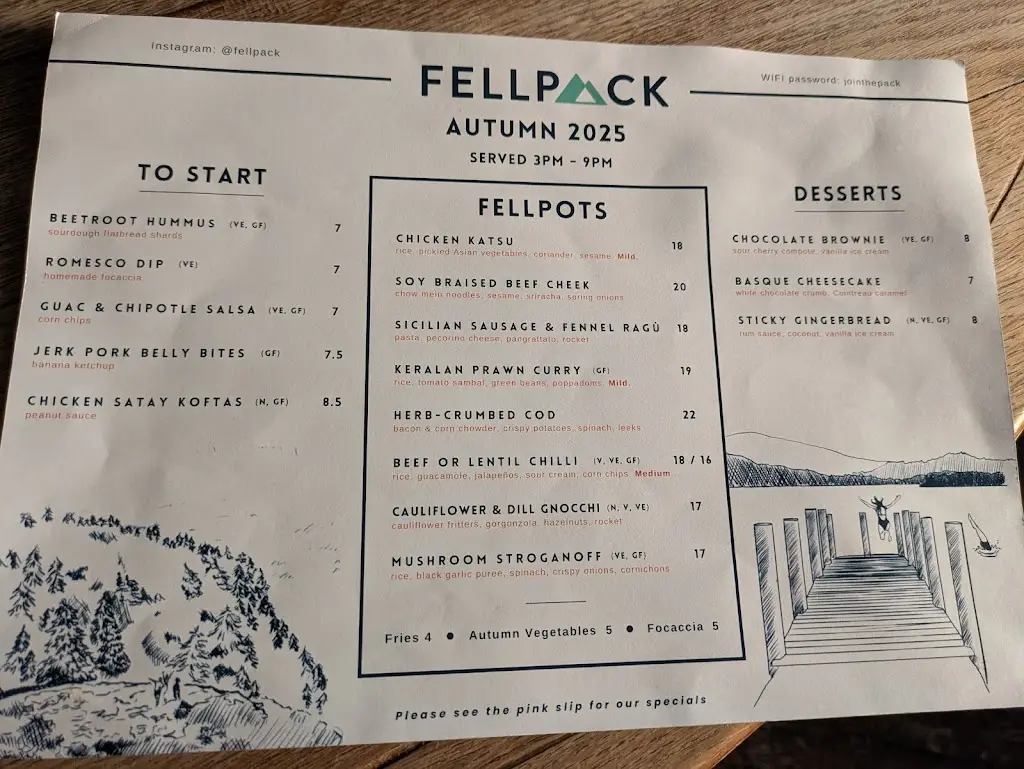 Instagram: @fellpack
WIFI password: jointhepack
FELLPACK
AUTUMN 2025
SERVED 3PM - 9PM
TO START
BEETROOT HUMMUS (VE, GF) 7
sourdough flatbread shards
ROMESCO DIP (VE) 7
homemade focaccia
GUAC & CHIPOTLE SALSA (VE, GF) 7
corn chips
JERK PORK BELLY BITES (GF) 7.5
banana ketchup
CHICKEN SATAY KOFTAS (N, GF) 8.5
peanut sauce
FELLPOTS
CHICKEN KATSU 18
rice, pickled Asian vegetables, coriander, sesame. Mild.
SOY BRAISED BEEF CHEEK 20
chow mein noodles, sesame, sriracha, spring onions
SICILIAN SAUSAGE & FENNEL RAGÙ 18
pasta, pecorino cheese, pangrattato, rocket
KERALAN PRAWN CURRY (GF) 19
rice, tomato sambal, green beans, poppadoms. Mild.
HERB-CRUMBED COD 22
bacon & corn chowder, crispy potatoes, spinach, leeks
BEEF OR LENTIL CHILLI (V, VE, GF) 18 / 16
rice, guacamole, jalapeños, sour cream, corn chips. Medium
CAULIFLOWER & DILL GNOCCHI (N, V, VE) 17
cauliflower fritters, gorgonzola, hazelnuts, rocket
MUSHROOM STROGANOFF (VE, GF) 17
rice, black garlic puree, spinach, crispy onions, cornichons
Fries 4 ● Autumn Vegetables 5 ● Focaccia 5
DESSERTS
CHOCOLATE BROWNIE (VE, GF) 8
sour cherry compote, vanilla ice cream
BASQUE CHEESECAKE 7
white chocolate crumb, Cointreau caramel
STICKY GINGERBREAD (N, VE, GF) 8
rum sauce, coconut, vanilla ice cream
Please see the pink slip for our specials